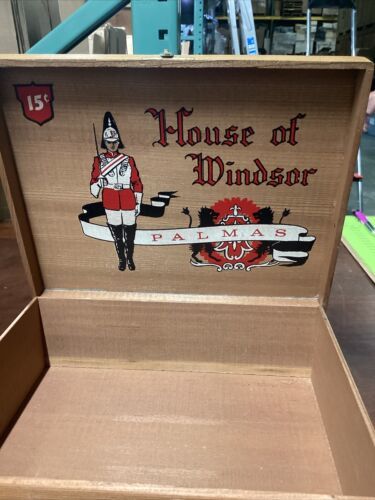 15¢
House of
Windsor
PALMAS